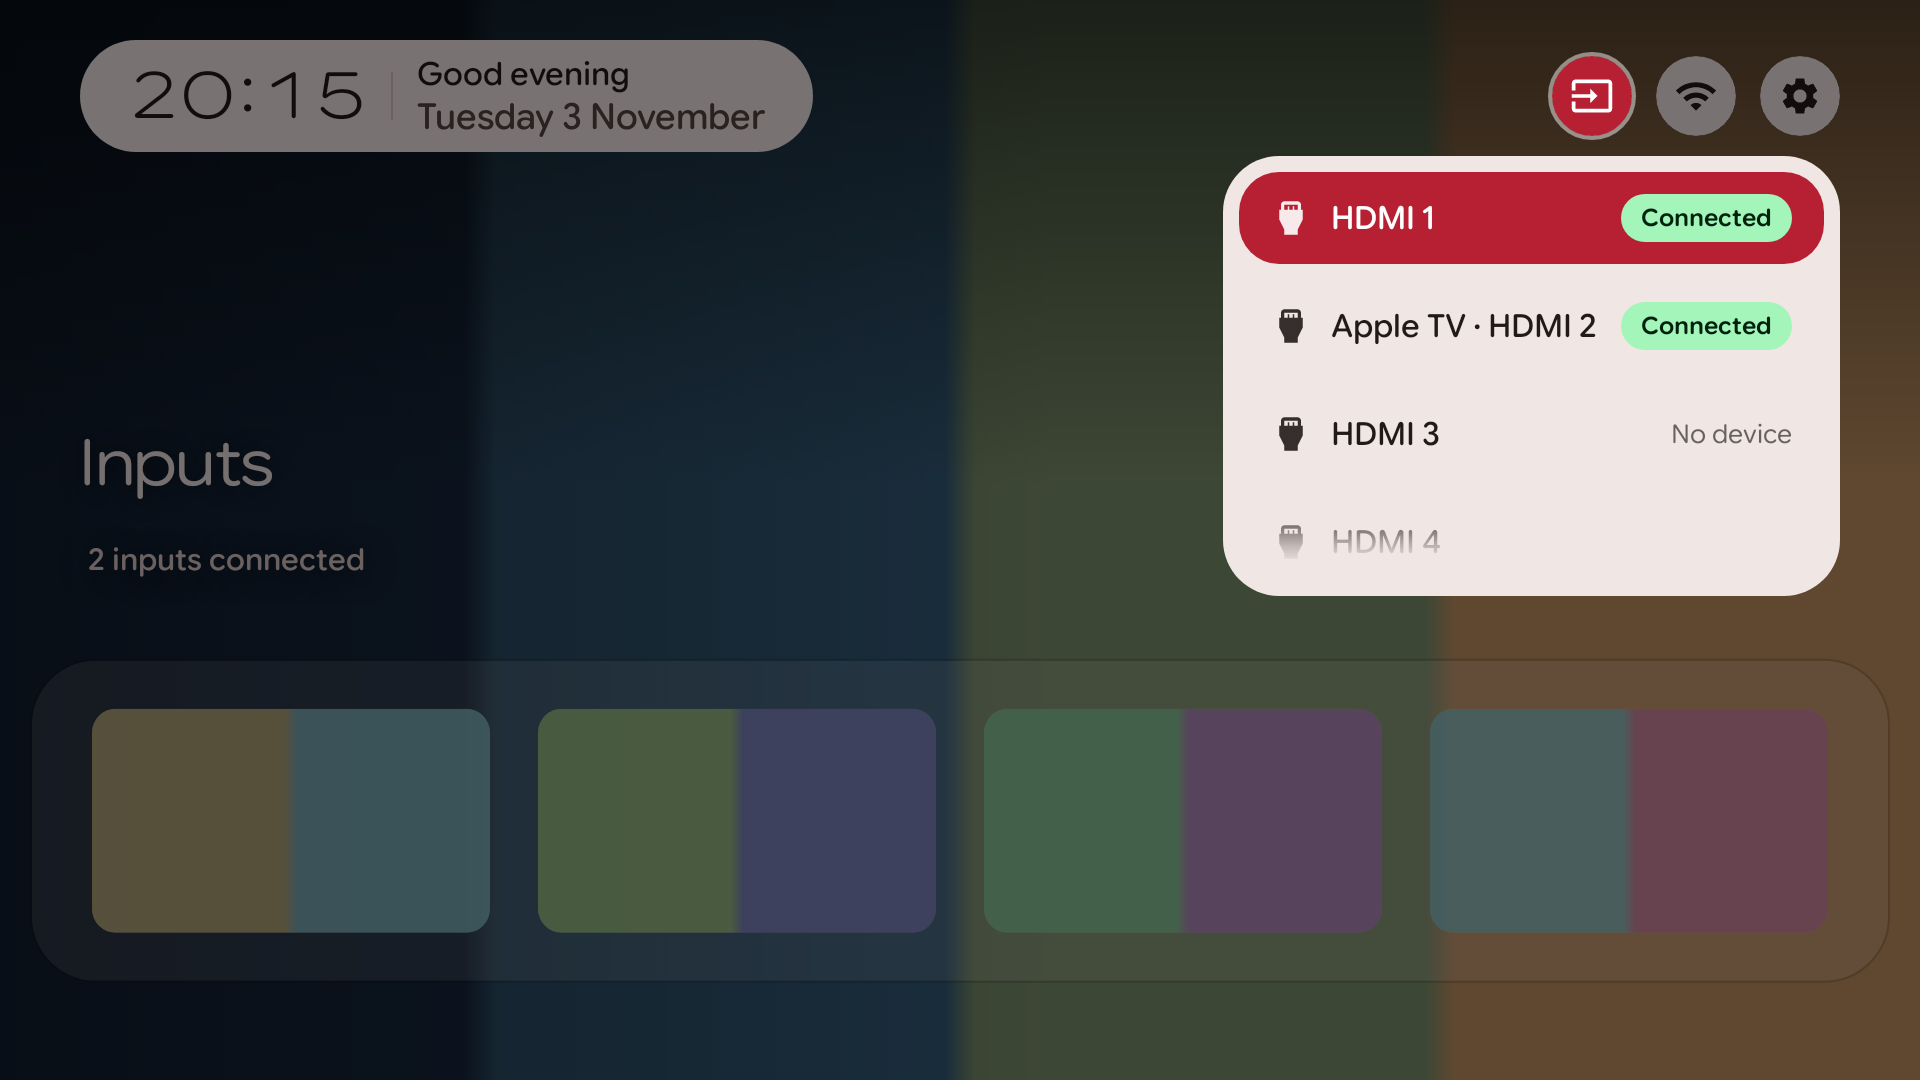 20:15
Good evening
Tuesday 3 November
HDMI 1
Connected
Apple TV · HDMI 2
Connected
HDMI 3
No device
HDMI 4
Inputs
2 inputs connected